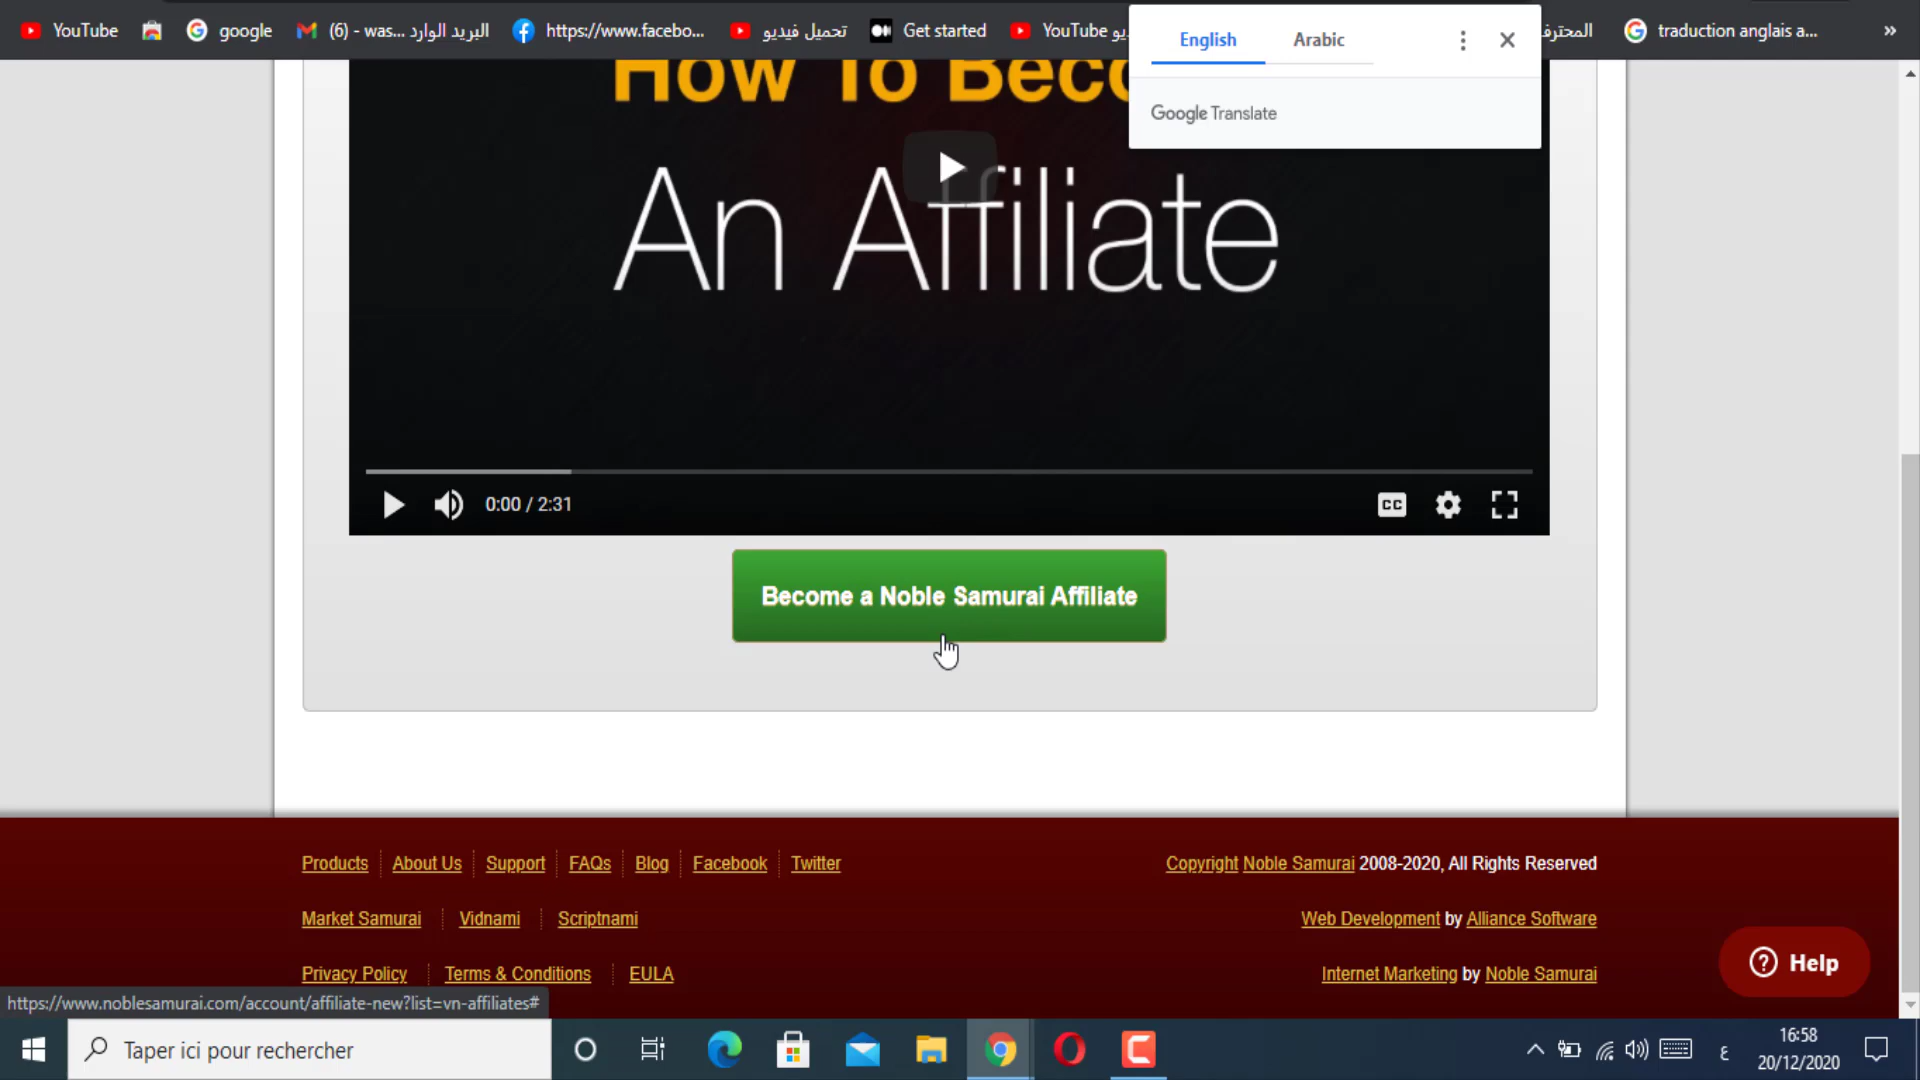 YouTube
google
البريد الوارد (6) - was...
https://www.facebo...
تحميل فيديو
Get started
YouTube يو
المحترف
traduction anglais a...
»
English
Arabic
Google Translate
How To Beco
An Affiliate
0:00 / 2:31
CC
Become a Noble Samurai Affiliate
Products
About Us
Support
FAQs
Blog
Facebook
Twitter
Copyright Noble Samurai 2008-2020, All Rights Reserved
Market Samurai
Vidnami
Scriptnami
Web Development by Alliance Software
Privacy Policy
Terms & Conditions
EULA
Internet Marketing by Noble Samurai
? Help
https://www.noblesamurai.com/account/affiliate-new?list=vn-affiliates#
Taper ici pour rechercher
ع
16:58
20/12/2020